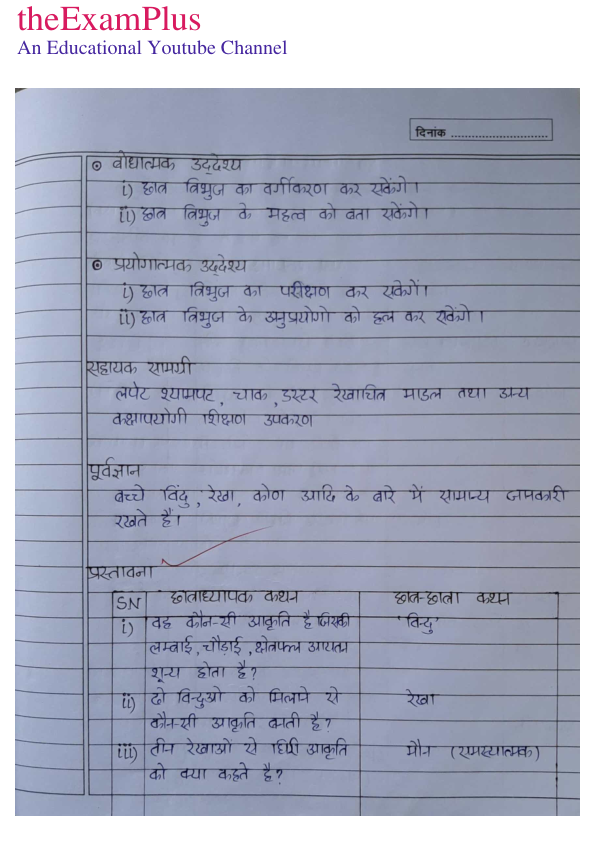 theExamPlus
An Educational Youtube Channel
दिनांक ............................
⊙ बोधात्मक उद्देश्य
i) छात्र त्रिभुज का वर्गीकरण कर सकेंगे।
ii) छात्र त्रिभुज के महत्व को बता सकेंगे।
⊙ प्रयोगात्मक उद्देश्य
i) छात्र त्रिभुज का परीक्षण कर सकेगें।
ii) छात्र त्रिभुज के अनुप्रयोगो को हल कर सकेंगे।
सहायक सामग्री
लपेट श्यामपट, चाक, डस्टर रेखाचित्र माडल तथा अन्य
कक्षापयोगी शिक्षण उपकरण
पूर्वज्ञान
बच्चे बिंदु, रेखा, कोण आदि के बारे में सामान्य जानकारी
रखते हैं।
प्रस्तावना
SN छात्राध्यापक कथन छात्र-छात्रा कथन
i) वह कौन-सी आकृति है जिसकी 'बिन्दु'
लम्बाई, चौड़ाई, क्षेत्रफल आयतन
शून्य होता है?
ii) दो बिन्दुओ को मिलाने से रेखा
कौन-सी आकृति बनती है?
iii) तीन रेखाओं से घिरी आकृति मौन (समस्यात्मक)
को क्या कहते है?